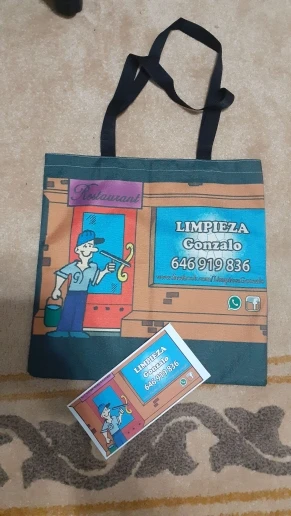 Restaurant
LIMPIEZA
Gonzalo
646 919 836
LIMPIEZA
Gonzalo
646 919 836